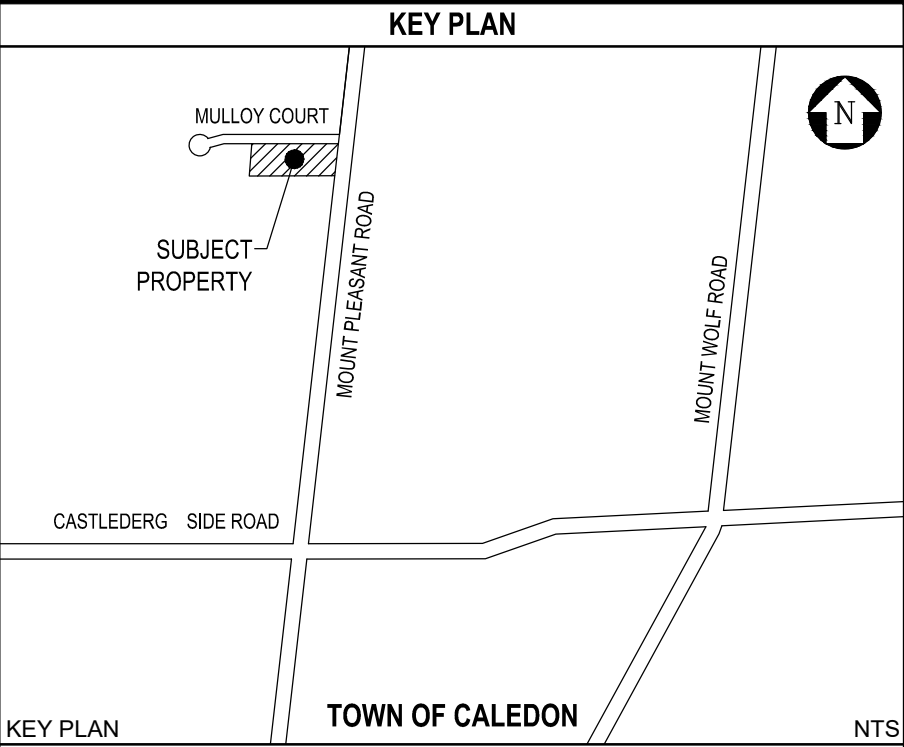 KEY PLAN
N
MULLOY COURT
SUBJECT
PROPERTY
MOUNT PLEASANT ROAD
MOUNT WOLF ROAD
CASTLEDERG SIDE ROAD
KEY PLAN
TOWN OF CALEDON
NTS